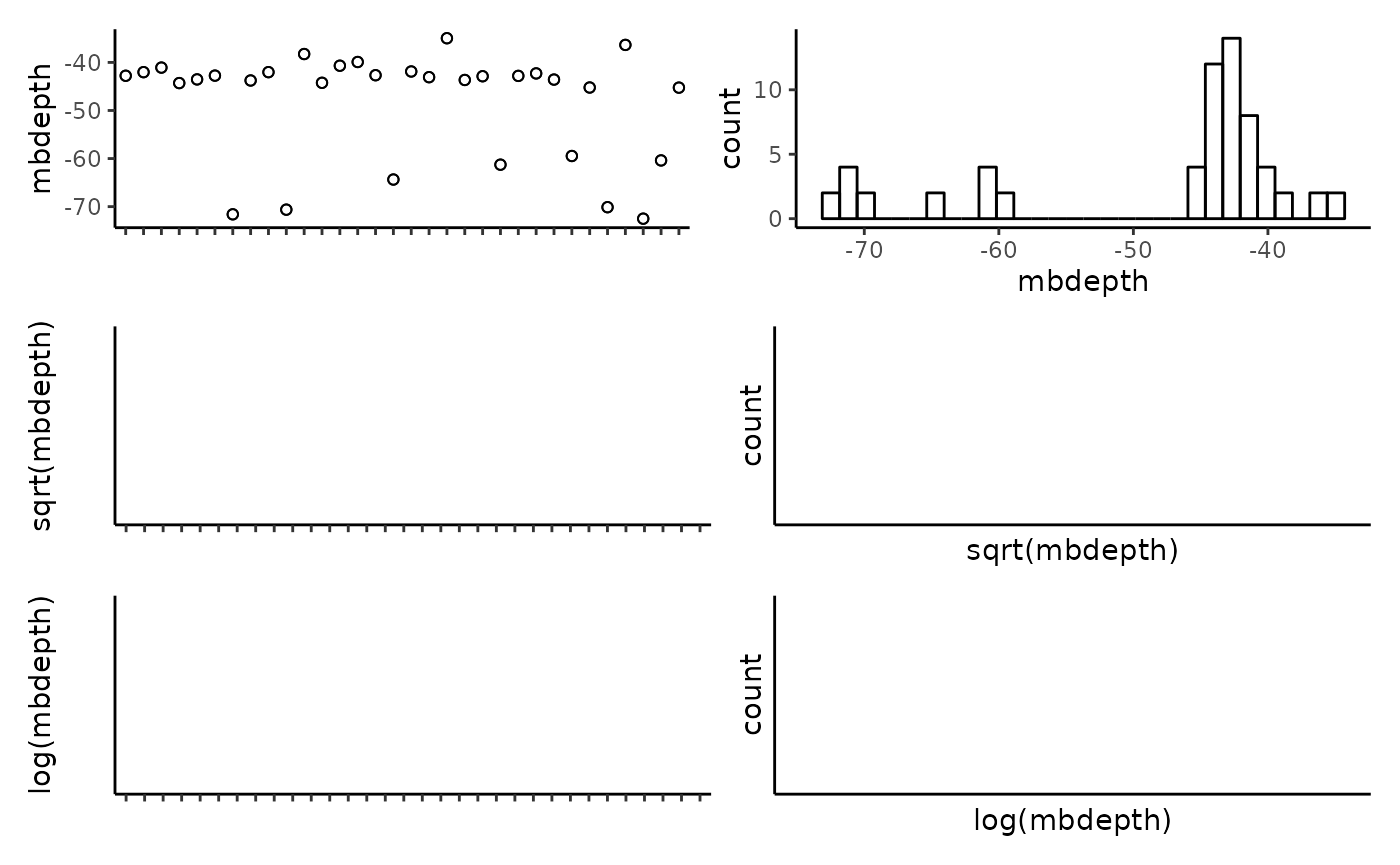 mbdepth
-40
-50
-60
-70
count
10
5
0
-70 -60 -50 -40
mbdepth
sqrt(mbdepth)
count
sqrt(mbdepth)
log(mbdepth)
count
log(mbdepth)